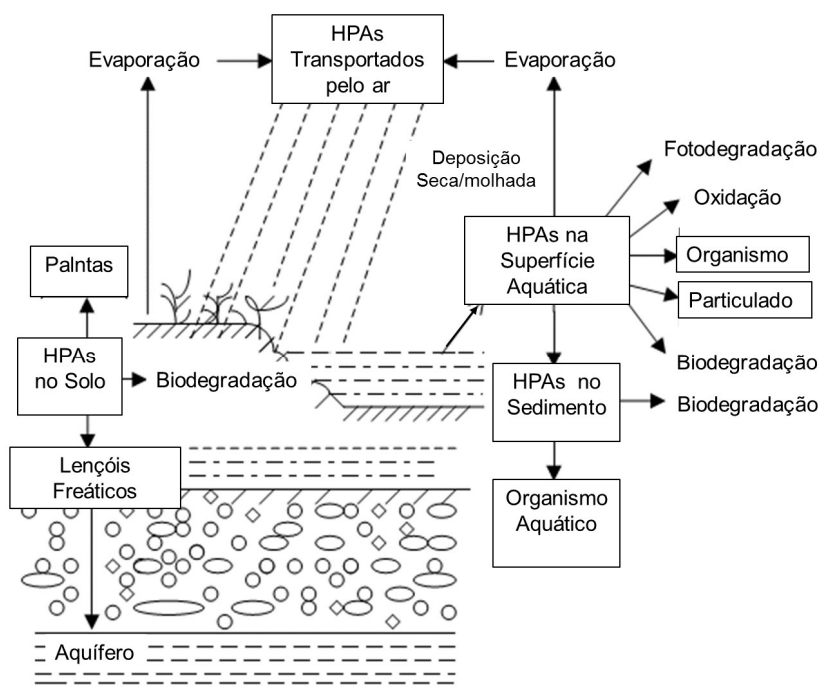 HPAs
Transportados
pelo ar
Evaporação
Evaporação
Deposição
Seca/molhada
Fotodegradação
Oxidação
HPAs na
Superfície
Aquática
Organismo
Particulado
Biodegradação
Palntas
HPAs
no Solo
Biodegradação
HPAs no
Sedimento
Biodegradação
Lençóis
Freáticos
Organismo
Aquático
Aquífero